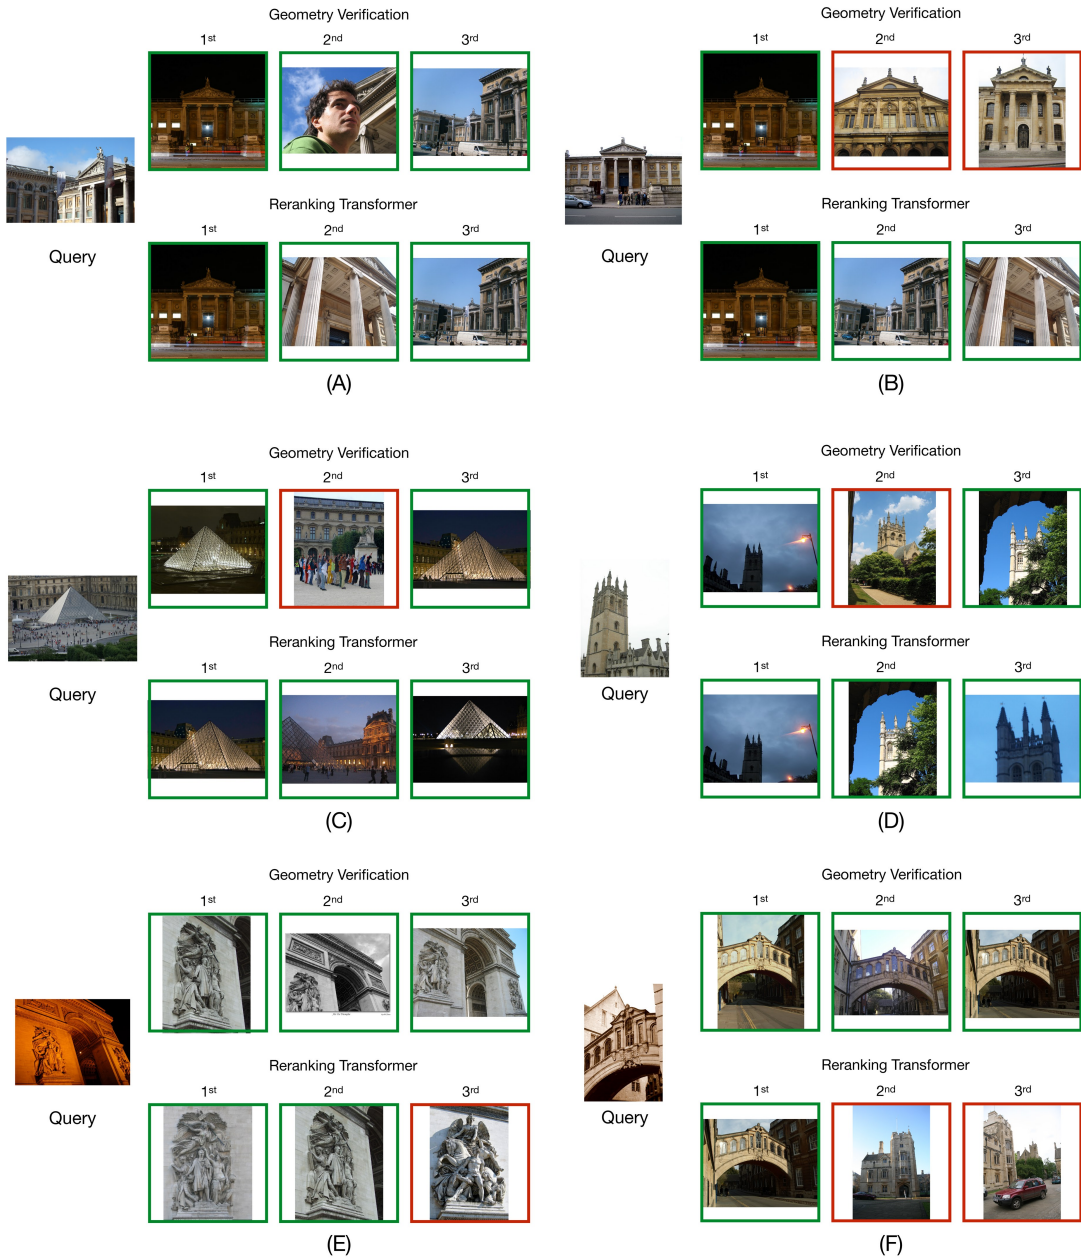 Geometry Verification
1st 2nd 3rd
Query
Reranking Transformer
1st 2nd 3rd
(A)
Geometry Verification
1st 2nd 3rd
Query
Reranking Transformer
1st 2nd 3rd
(B)
Geometry Verification
1st 2nd 3rd
Query
Reranking Transformer
1st 2nd 3rd
(C)
Geometry Verification
1st 2nd 3rd
Query
Reranking Transformer
1st 2nd 3rd
(D)
Geometry Verification
1st 2nd 3rd
Query
Reranking Transformer
1st 2nd 3rd
(E)
Geometry Verification
1st 2nd 3rd
Query
Reranking Transformer
1st 2nd 3rd
(F)